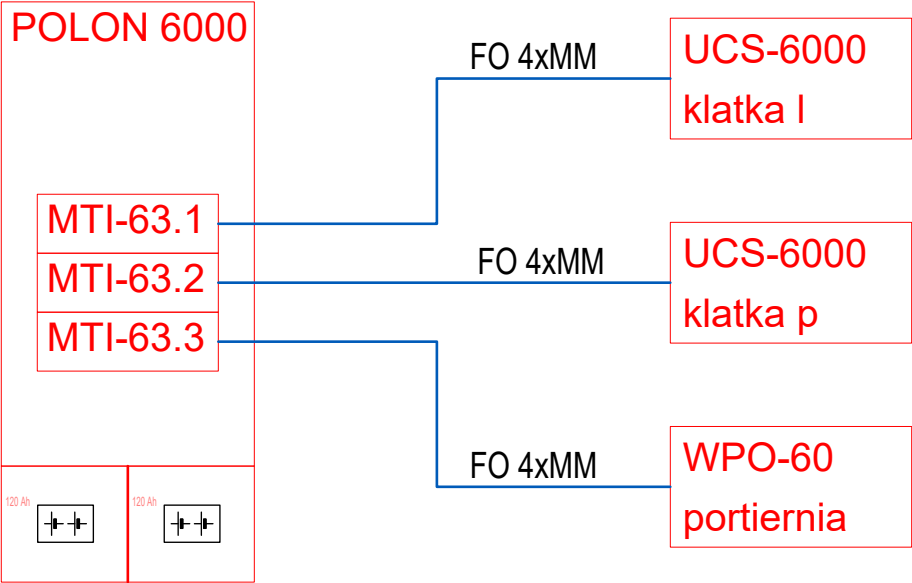 POLON 6000
MTI-63.1
MTI-63.2
MTI-63.3
120 Ah
120 Ah
FO 4xMM
FO 4xMM
FO 4xMM
UCS-6000
klatka l
UCS-6000
klatka p
WPO-60
portiernia